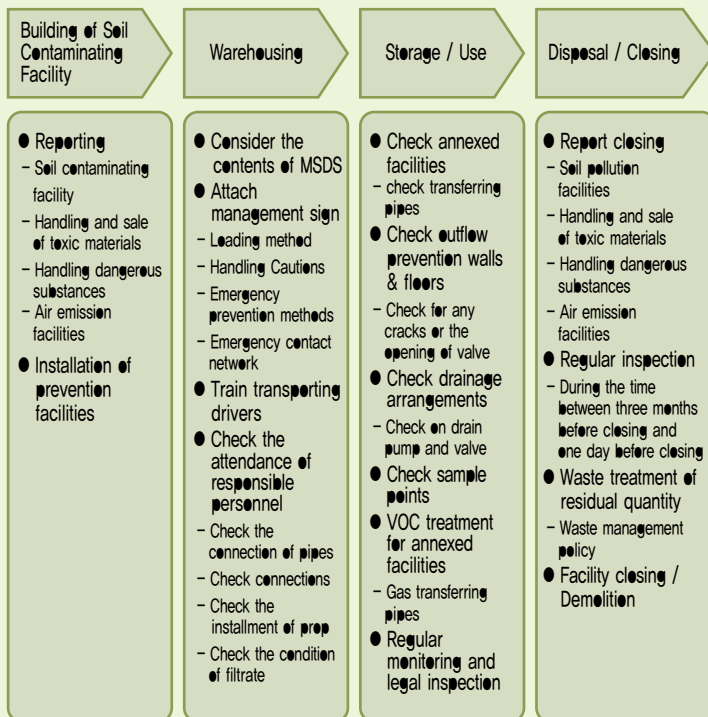 Building of Soil
Contaminating
Facility
Warehousing
Storage / Use
Disposal / Closing
● Reporting
– Soil contaminating
facility
– Handling and sale
of toxic materials
– Handling dangerous
substances
– Air emission
facilities
● Installation of
prevention
facilities
● Consider the
contents of MSDS
● Attach
management sign
– Loading method
– Handling Cautions
– Emergency
prevention methods
– Emergency contact
network
● Train transporting
drivers
● Check the
attendance of
responsible
personnel
– Check the
connection of pipes
– Check connections
– Check the
installment of prop
– Check the condition
of filtrate
● Check annexed
facilities
– check transferring
pipes
● Check outflow
prevention walls
& floors
– Check for any
cracks or the
opening of valve
● Check drainage
arrangements
– Check on drain
pump and valve
● Check sample
points
● VOC treatment
for annexed
facilities
– Gas transferring
pipes
● Regular
monitoring and
legal inspection
● Report closing
– Soil pollution
facilities
– Handling and sale
of toxic materials
– Handling dangerous
substances
– Air emission
facilities
● Regular inspection
– During the time
between three months
before closing and
one day before closing
● Waste treatment of
residual quantity
– Waste management
policy
● Facility closing /
Demolition